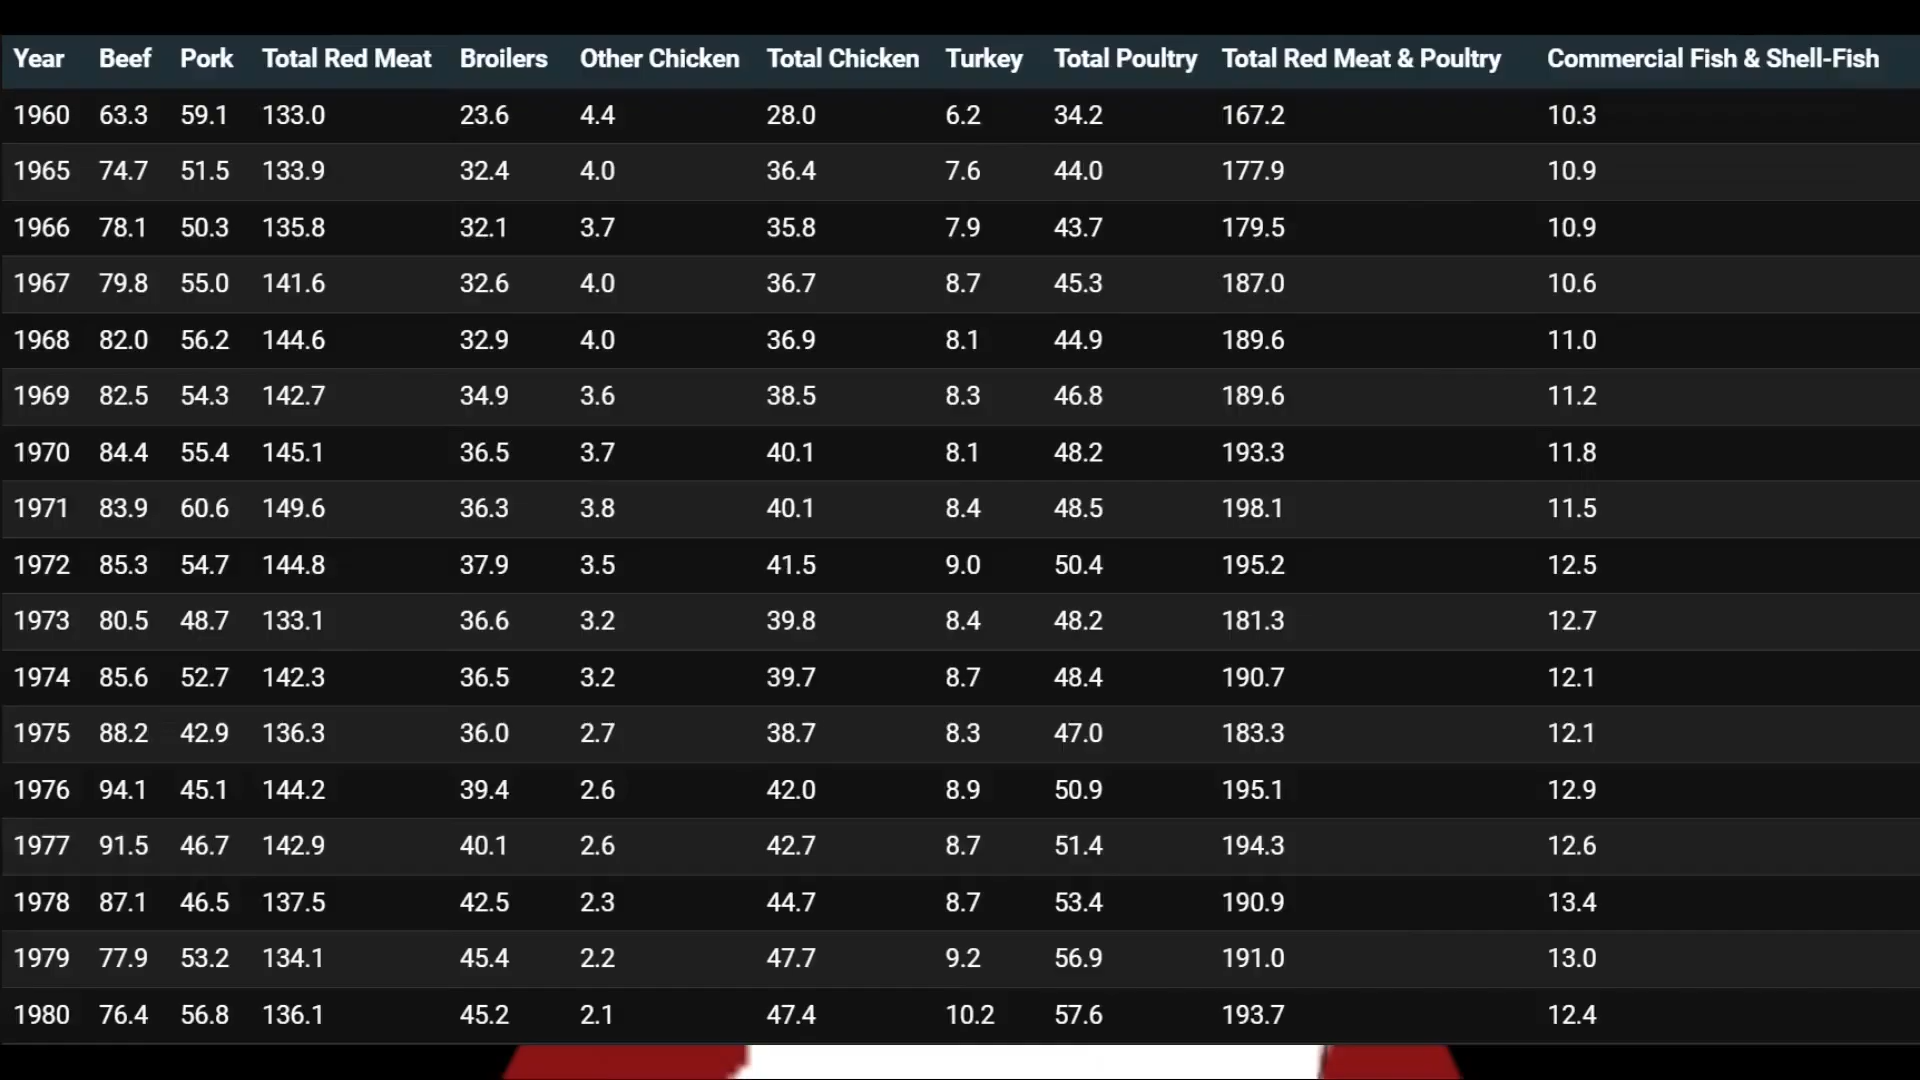 Year Beef Pork Total Red Meat Broilers Other Chicken Total Chicken Turkey Total Poultry Total Red Meat & Poultry Commercial Fish & Shell-Fish
1960 63.3 59.1 133.0 23.6 4.4 28.0 6.2 34.2 167.2 10.3
1965 74.7 51.5 133.9 32.4 4.0 36.4 7.6 44.0 177.9 10.9
1966 78.1 50.3 135.8 32.1 3.7 35.8 7.9 43.7 179.5 10.9
1967 79.8 55.0 141.6 32.6 4.0 36.7 8.7 45.3 187.0 10.6
1968 82.0 56.2 144.6 32.9 4.0 36.9 8.1 44.9 189.6 11.0
1969 82.5 54.3 142.7 34.9 3.6 38.5 8.3 46.8 189.6 11.2
1970 84.4 55.4 145.1 36.5 3.7 40.1 8.1 48.2 193.3 11.8
1971 83.9 60.6 149.6 36.3 3.8 40.1 8.4 48.5 198.1 11.5
1972 85.3 54.7 144.8 37.9 3.5 41.5 9.0 50.4 195.2 12.5
1973 80.5 48.7 133.1 36.6 3.2 39.8 8.4 48.2 181.3 12.7
1974 85.6 52.7 142.3 36.5 3.2 39.7 8.7 48.4 190.7 12.1
1975 88.2 42.9 136.3 36.0 2.7 38.7 8.3 47.0 183.3 12.1
1976 94.1 45.1 144.2 39.4 2.6 42.0 8.9 50.9 195.1 12.9
1977 91.5 46.7 142.9 40.1 2.6 42.7 8.7 51.4 194.3 12.6
1978 87.1 46.5 137.5 42.5 2.3 44.7 8.7 53.4 190.9 13.4
1979 77.9 53.2 134.1 45.4 2.2 47.7 9.2 56.9 191.0 13.0
1980 76.4 56.8 136.1 45.2 2.1 47.4 10.2 57.6 193.7 12.4